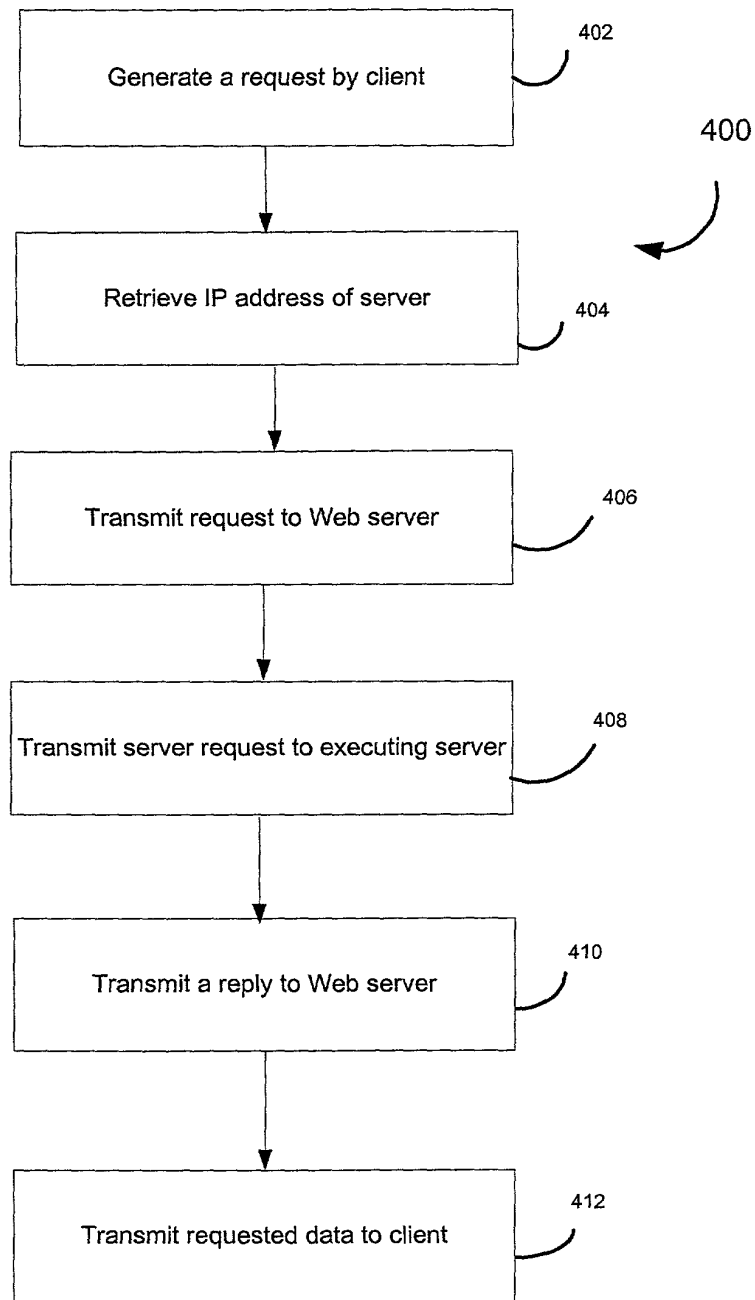 Generate a request by client
402
400
Retrieve IP address of server
404
Transmit request to Web server
406
Transmit server request to executing server
408
Transmit a reply to Web server
410
Transmit requested data to client
412